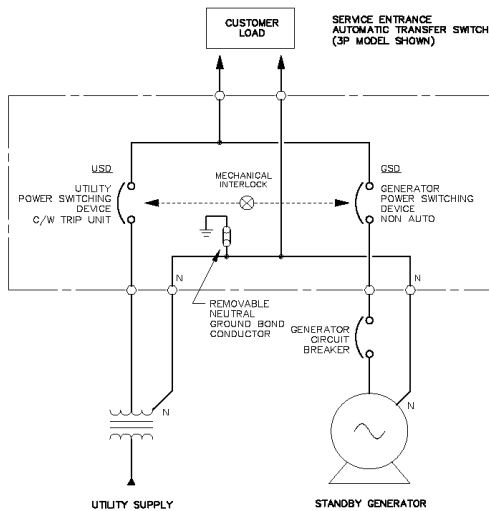 CUSTOMER
LOAD
SERVICE ENTRANCE
AUTOMATIC TRANSFER SWITCH
(3P MODEL SHOWN)
USD
UTILITY
POWER SWITCHING
DEVICE
C/W TRIP UNIT
MECHANICAL
INTERLOCK
GSD
GENERATOR
POWER SWITCHING
DEVICE
NON AUTO
N
N
REMOVABLE
NEUTRAL
GROUND BOND
CONDUCTOR
GENERATOR
CIRCUIT
BREAKER
N
N
UTILITY SUPPLY
STANDBY GENERATOR